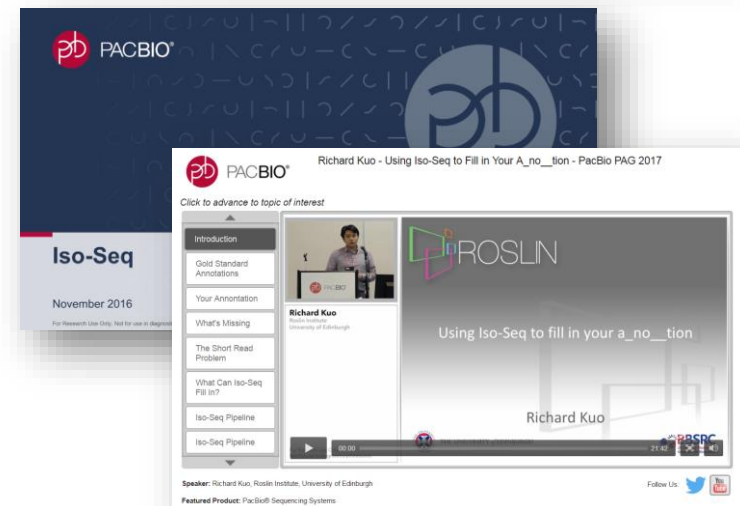 PACBIO®
Iso-Seq
November 2016
For Research Use Only. Not for use in diagnosti
PACBIO®
Richard Kuo - Using Iso-Seq to Fill in Your A_no__tion - PacBio PAG 2017
Click to advance to topic of interest
Introduction
Gold Standard
Annotations
Your Annontation
What's Missing
The Short Read
Problem
What Can Iso-Seq
Fill In?
Iso-Seq Pipeline
Iso-Seq Pipeline
PACBIO
Richard Kuo
Roslin Institute
University of Edinburgh
ROSLIN
Using Iso-Seq to fill in your a_no__tion
Richard Kuo
BBSRC
00:00
21:42
Speaker: Richard Kuo, Roslin Institute, University of Edinburgh
Follow Us:
You
Tube
Featured Product: PacBio® Sequencing Systems